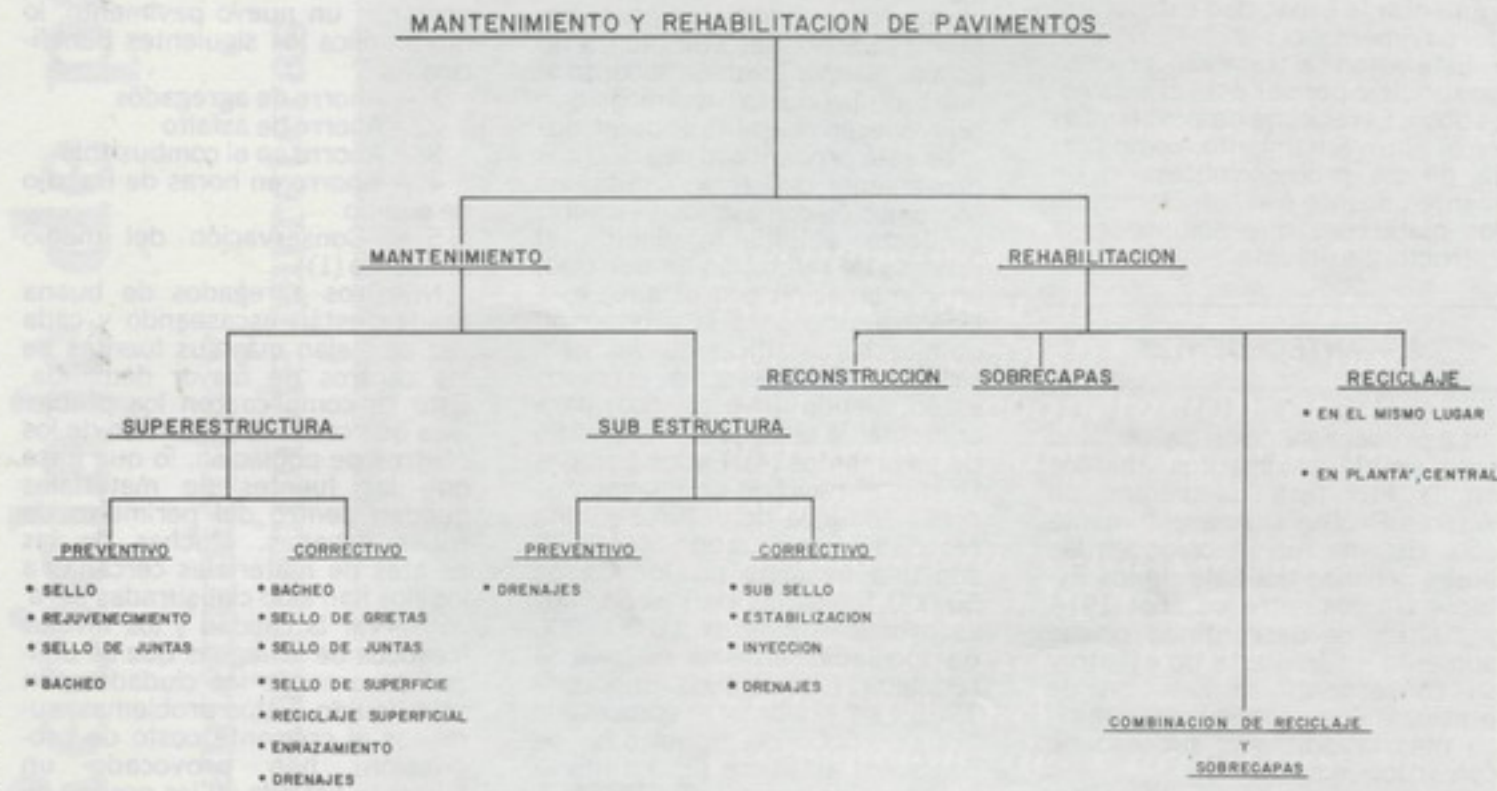 MANTENIMIENTO Y REHABILITACION DE PAVIMENTOS
MANTENIMIENTO
REHABILITACION
SUPERESTRUCTURA
SUB ESTRUCTURA
PREVENTIVO
* SELLO
* REJUVENECIMIENTO
* SELLO DE JUNTAS
* BACHEO
CORRECTIVO
* BACHEO
* SELLO DE GRIETAS
* SELLO DE JUNTAS
* SELLO DE SUPERFICIE
* RECICLAJE SUPERFICIAL
* ENRAZAMIENTO
* DRENAJES
PREVENTIVO
* DRENAJES
CORRECTIVO
* SUB SELLO
* ESTABILIZACION
* INYECCION
* DRENAJES
RECONSTRUCCION
SOBRECAPAS
COMBINACION DE RECICLAJE
Y
SOBRECAPAS
RECICLAJE
* EN EL MISMO LUGAR
* EN PLANTA, CENTRAL